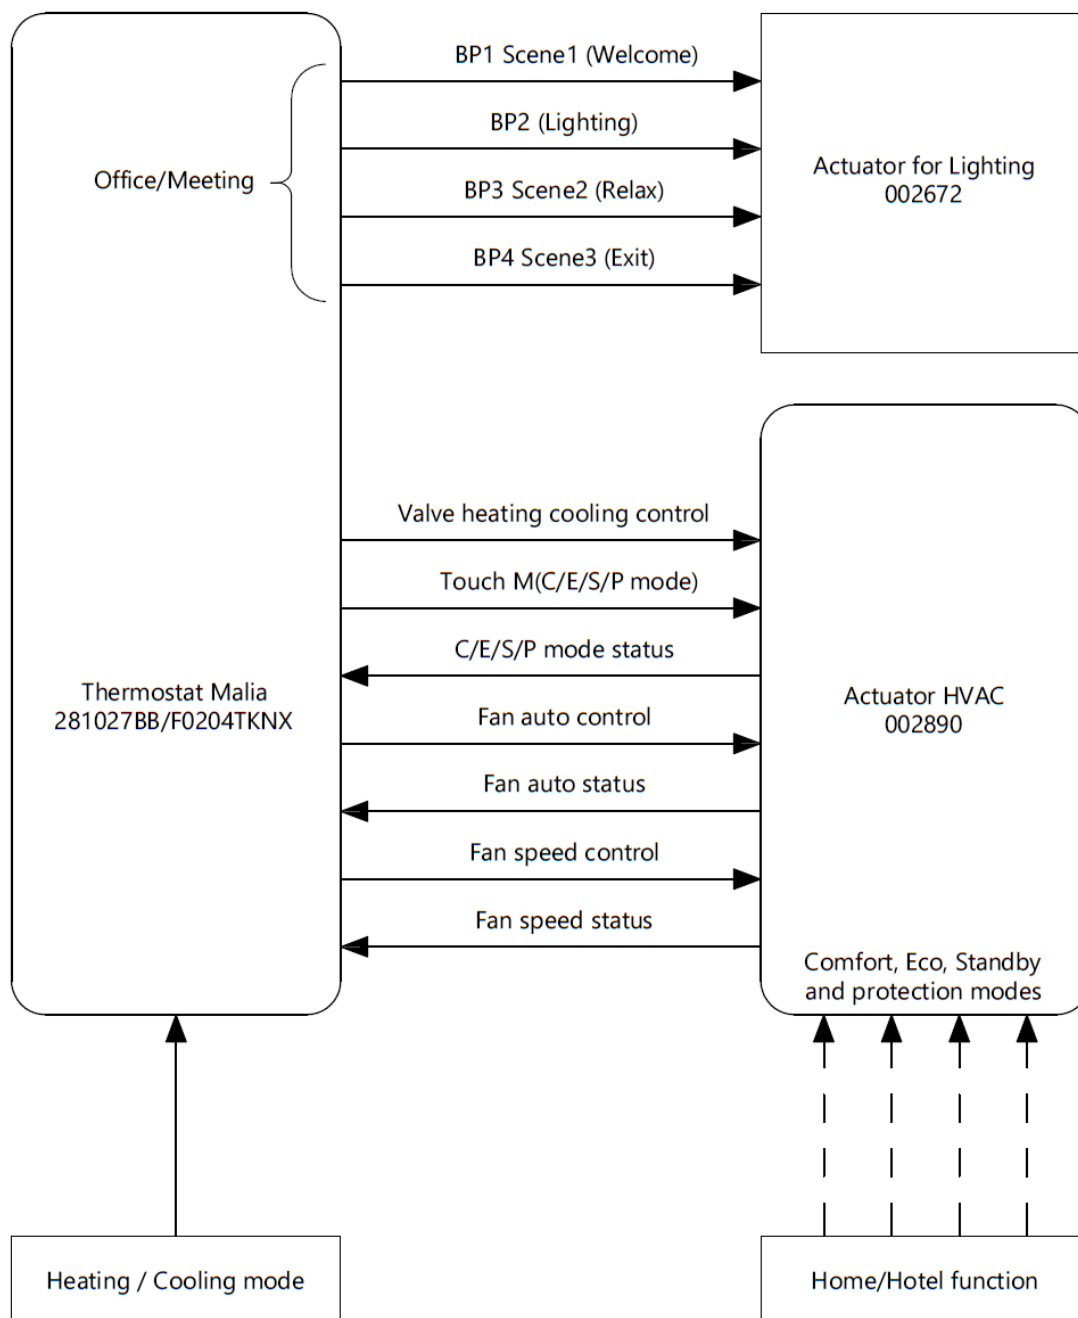 BP1 Scene1 (Welcome)
BP2 (Lighting)
BP3 Scene2 (Relax)
BP4 Scene3 (Exit)
Office/Meeting
Actuator for Lighting
002672
Valve heating cooling control
Touch M(C/E/S/P mode)
C/E/S/P mode status
Fan auto control
Fan auto status
Fan speed control
Fan speed status
Thermostat Malia
281027BB/F0204TKNX
Actuator HVAC
002890
Comfort, Eco, Standby
and protection modes
Heating / Cooling mode
Home/Hotel function